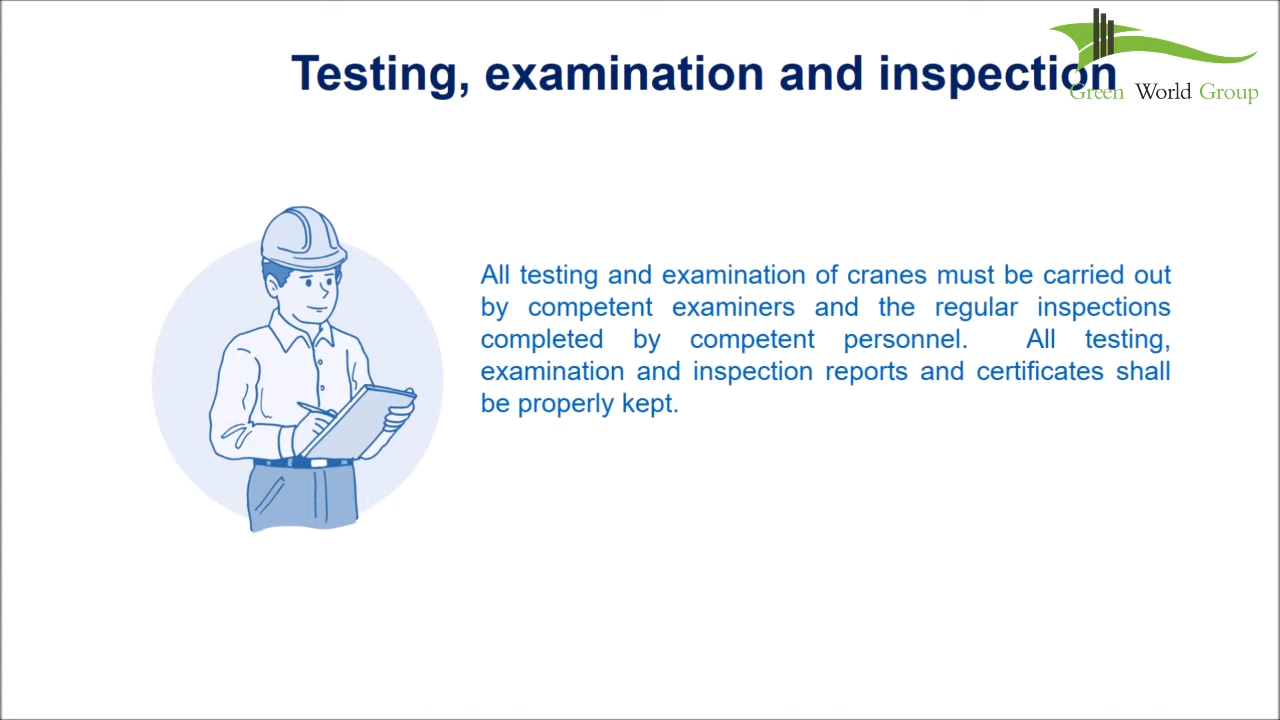 Testing, examination and inspection
Green World Group
All testing and examination of cranes must be carried out
by competent examiners and the regular inspections
completed by competent personnel. All testing,
examination and inspection reports and certificates shall
be properly kept.